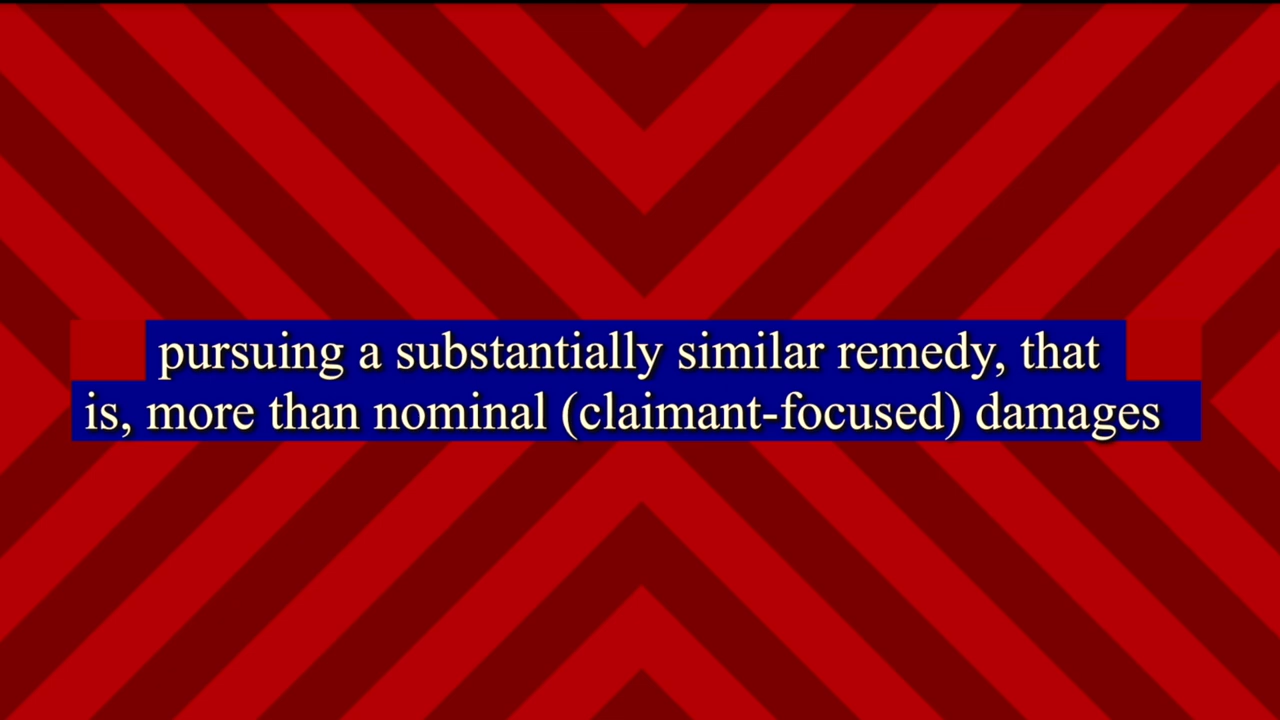 pursuing a substantially similar remedy, that
is, more than nominal (claimant-focused) damages